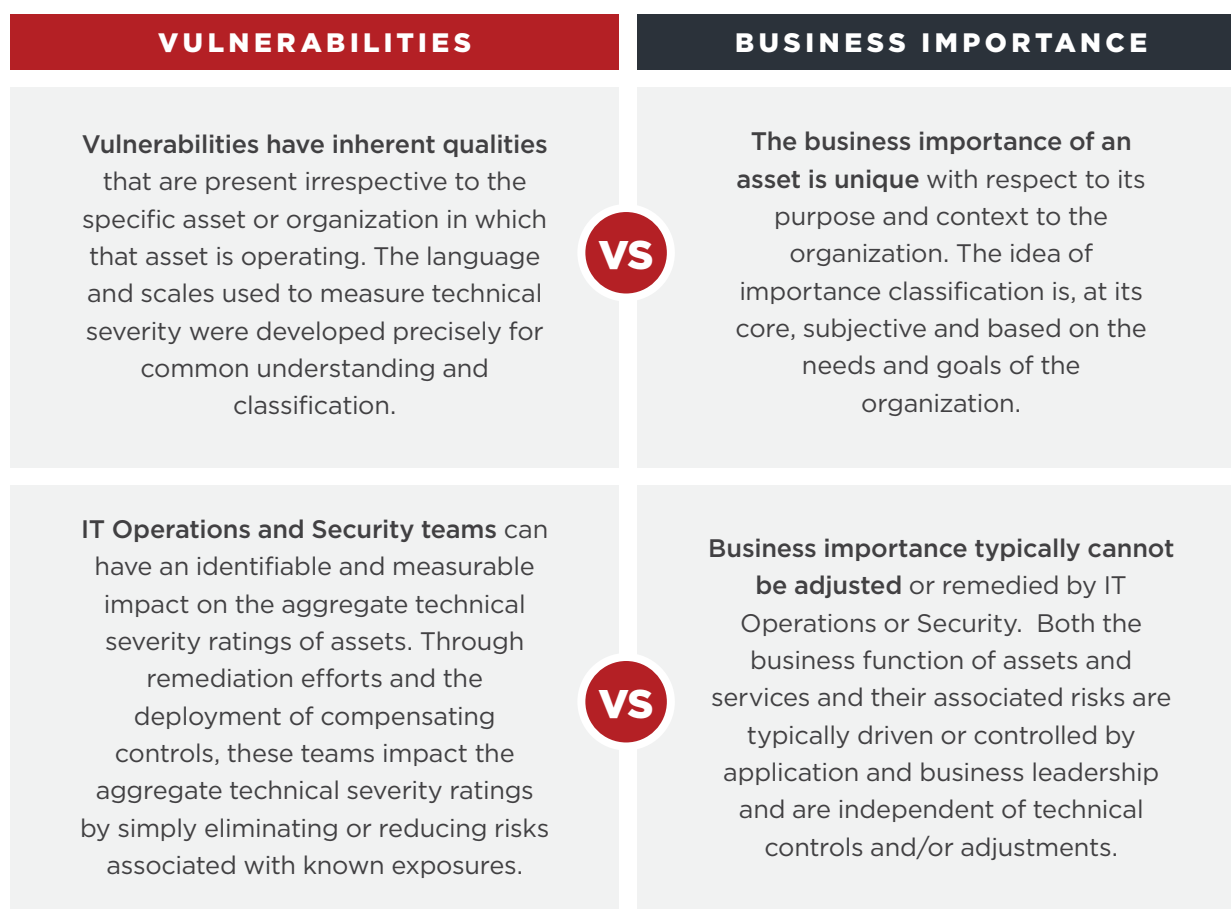 VULNERABILITIES
BUSINESS IMPORTANCE
Vulnerabilities have inherent qualities
that are present irrespective to the
specific asset or organization in which
that asset is operating. The language
and scales used to measure technical
severity were developed precisely for
common understanding and
classification.
VS
The business importance of an
asset is unique with respect to its
purpose and context to the
organization. The idea of
importance classification is, at its
core, subjective and based on the
needs and goals of the
organization.
IT Operations and Security teams can
have an identifiable and measurable
impact on the aggregate technical
severity ratings of assets. Through
remediation efforts and the
deployment of compensating
controls, these teams impact the
aggregate technical severity ratings
by simply eliminating or reducing risks
associated with known exposures.
VS
Business importance typically cannot
be adjusted or remedied by IT
Operations or Security.  Both the
business function of assets and
services and their associated risks are
typically driven or controlled by
application and business leadership
and are independent of technical
controls and/or adjustments.